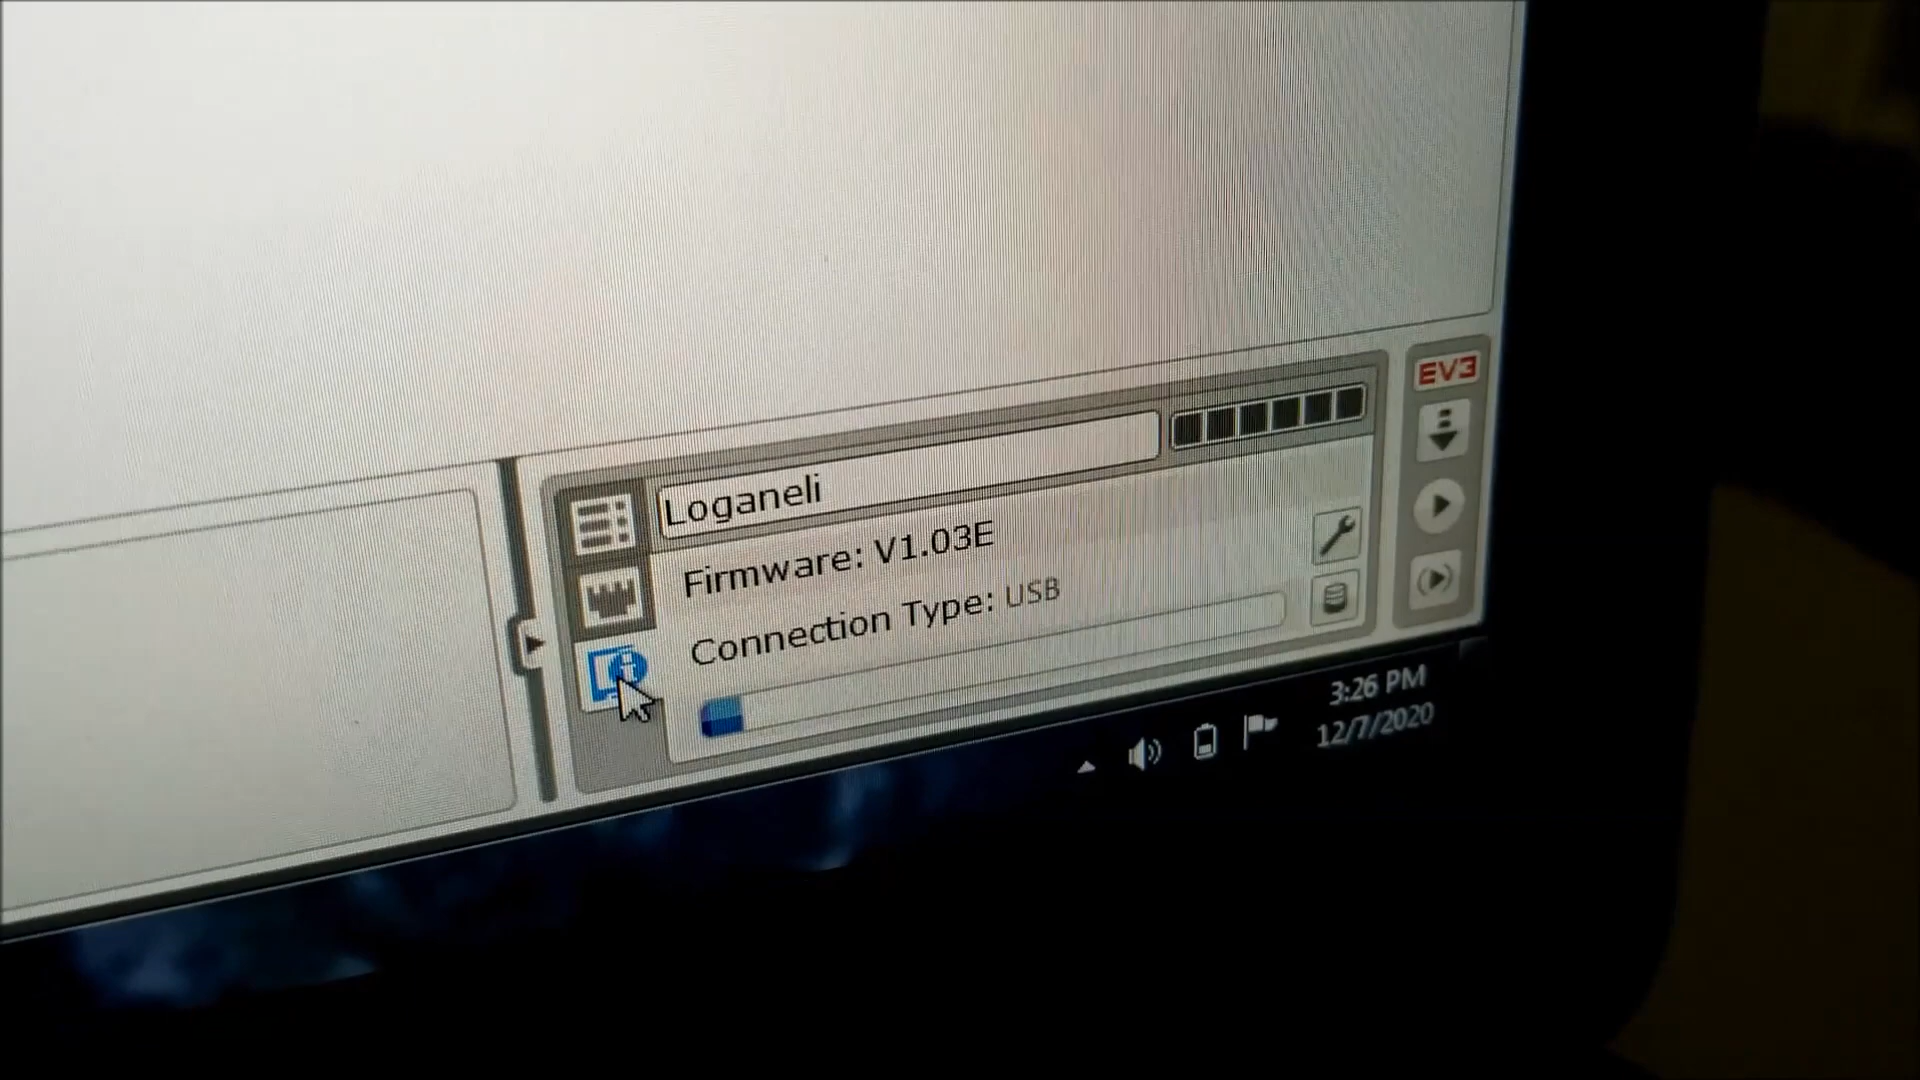 EV3
Loganeli
Firmware: V1.03E
Connection Type: USB
3:26 PM
12/7/2020